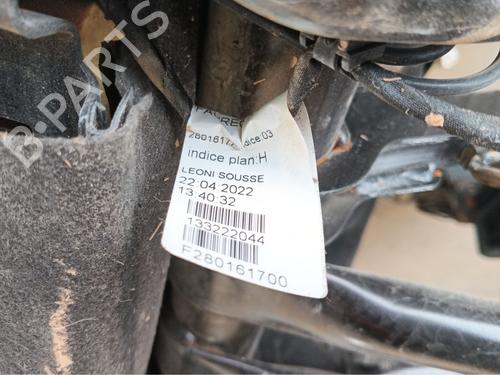 B-PARTS
indice plan:H
LEONI SOUSSE
22:04:2022
13:40:32
133222044
F280161700